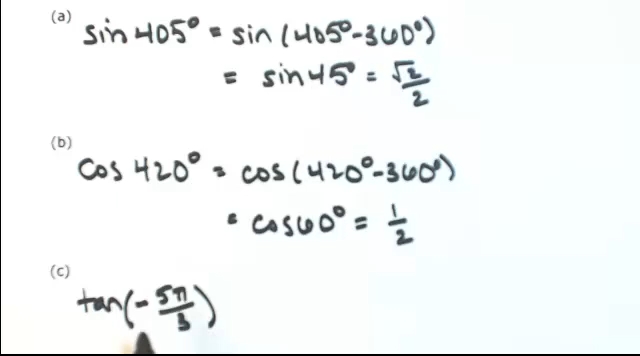 (a)
sin 405° = sin (405°-360°)
= sin 45° = √2/2
(b)
cos 420° = cos (420°-360°)
= cos 60° = 1/2
(c)
tan (- 5π/3)